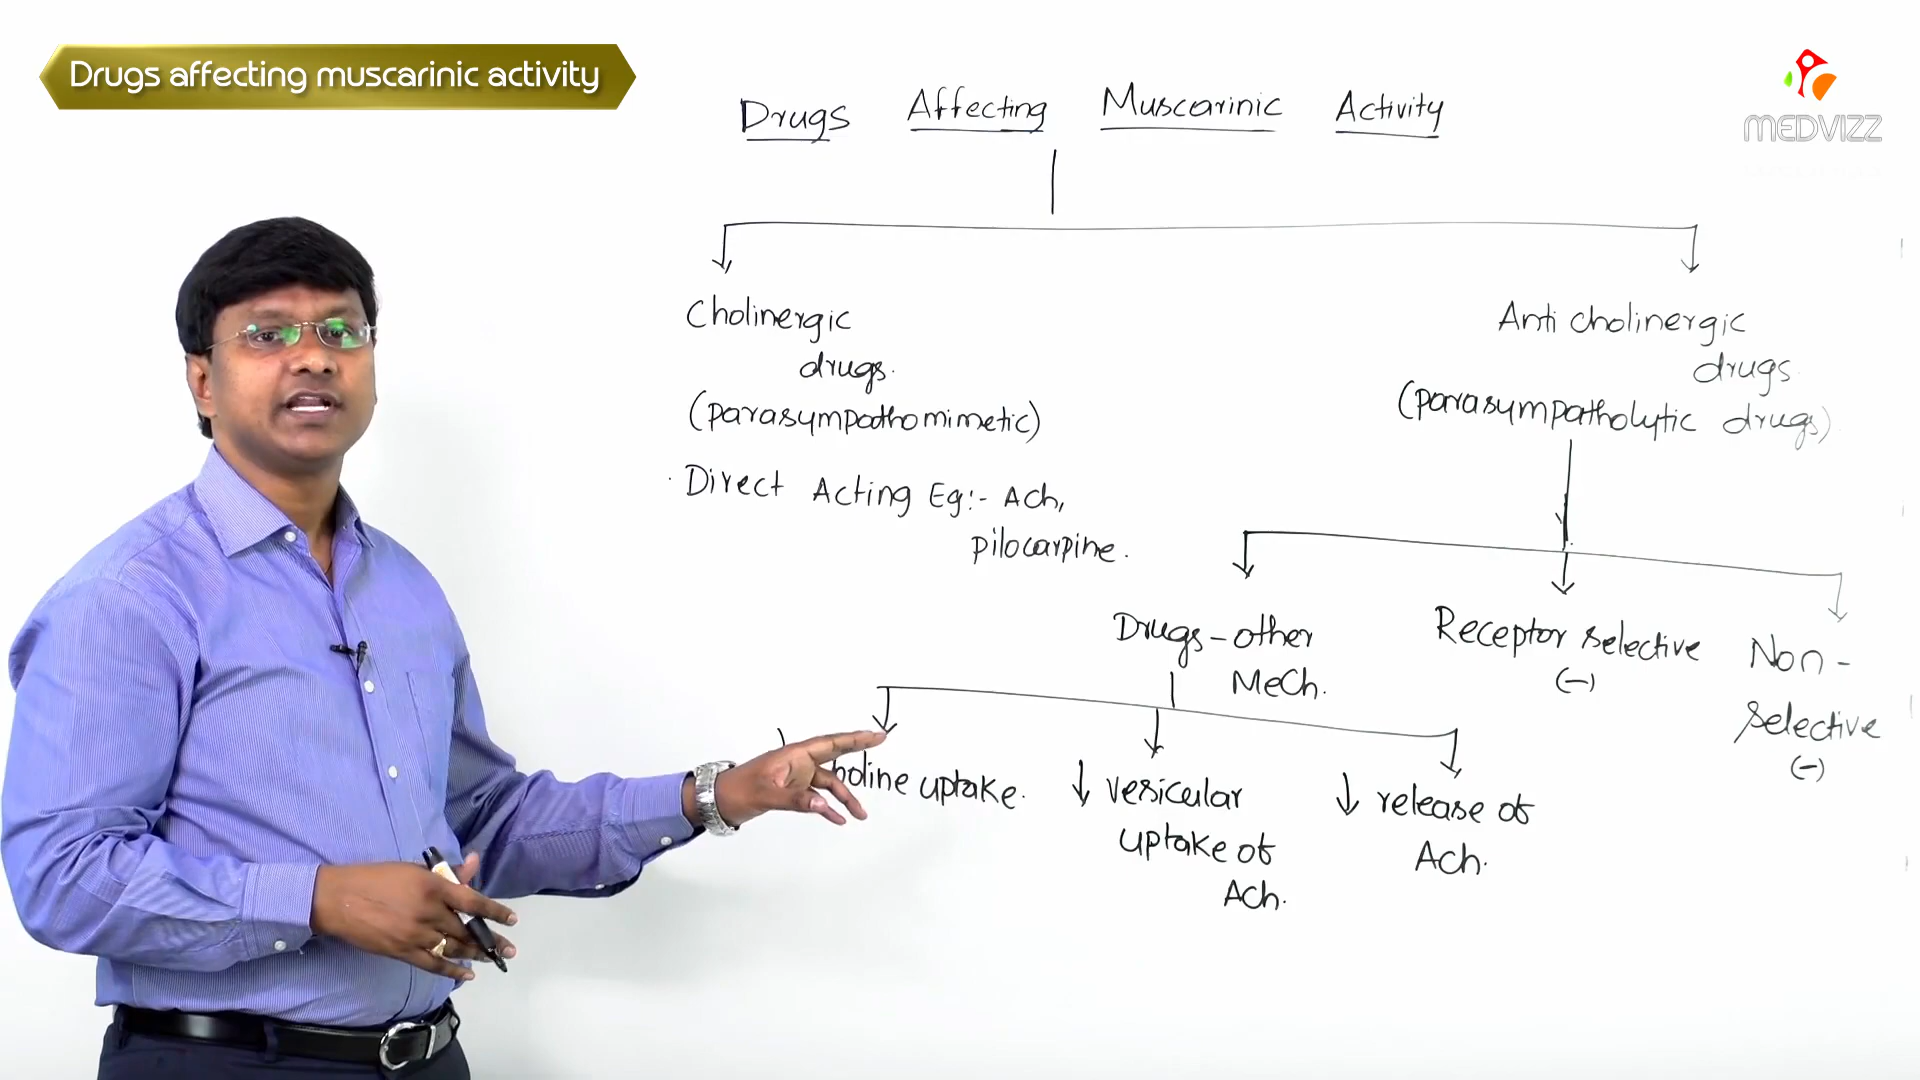 Drugs affecting muscarinic activity
MEDVIZZ
Drugs Affecting Muscarinic Activity
Cholinergic
drugs.
(parasympathomimetic)
Direct Acting Eg:- Ach,
pilocarpine.
Anti cholinergic
drugs
(parasympatholytic drugs)
Drugs - other
Mech.
Receptor selective
(-)
Non -
selective
(-)
uptake.
↓ vesicular
uptake of
Ach.
↓ release of
Ach.